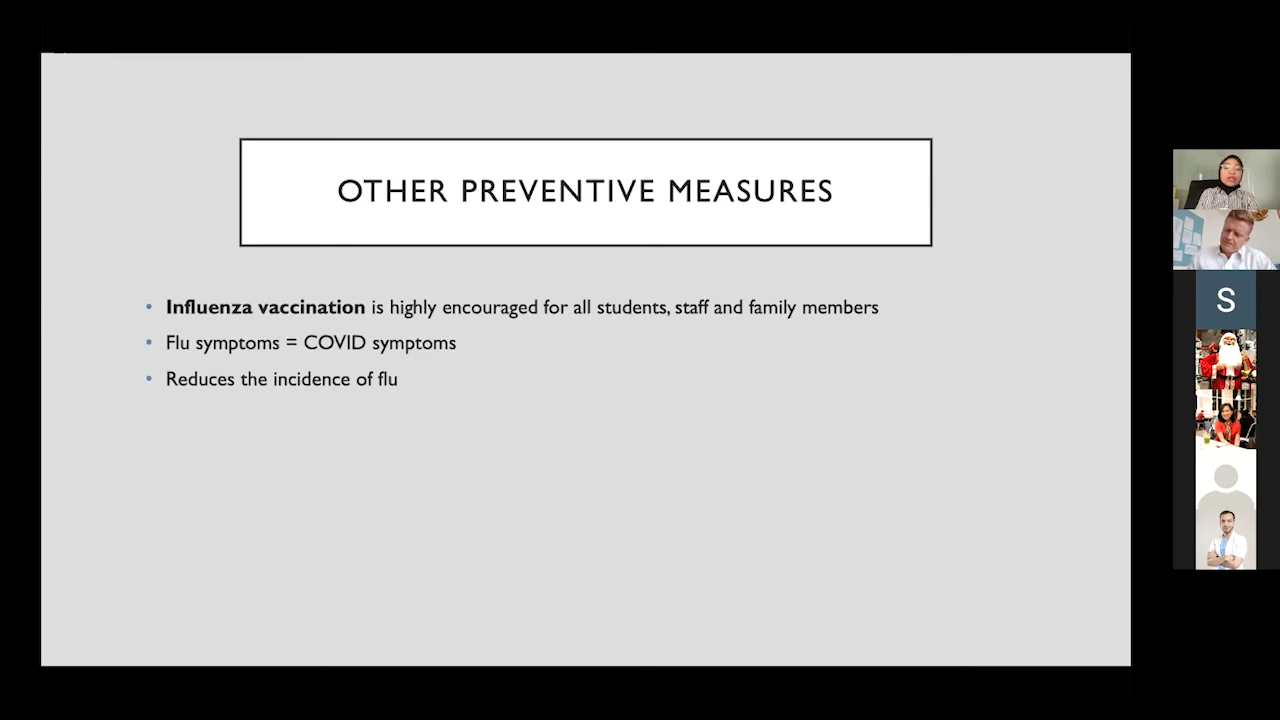 OTHER PREVENTIVE MEASURES
• Influenza vaccination is highly encouraged for all students, staff and family members
• Flu symptoms = COVID symptoms
• Reduces the incidence of flu
S